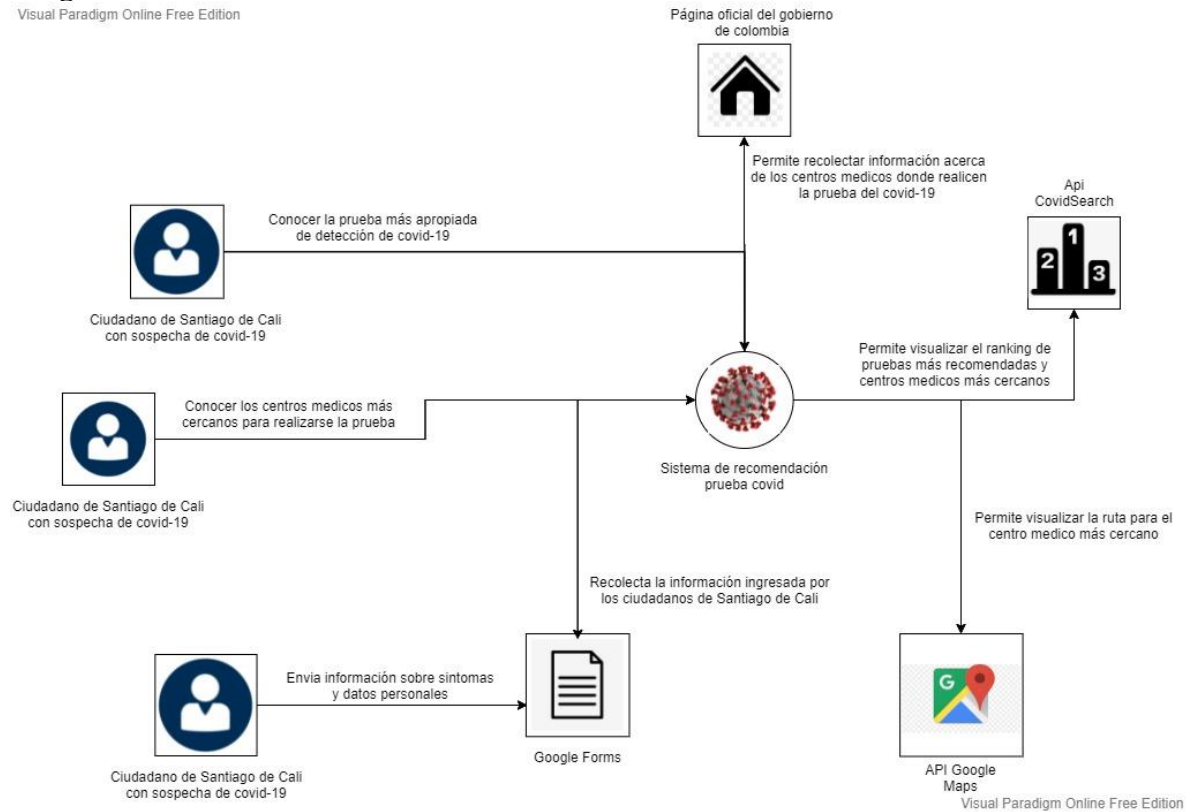 Visual Paradigm Online Free Edition
Página oficial del gobierno
de colombia
Permite recolectar información acerca
de los centros medicos donde realicen
la prueba del covid-19
Api
CovidSearch
1
2
3
Conocer la prueba más apropiada
de detección de covid-19
Ciudadano de Santiago de Cali
con sospecha de covid-19
Permite visualizar el ranking de
pruebas más recomendadas y
centros medicos más cercanos
Conocer los centros medicos más
cercanos para realizarse la prueba
Sistema de recomendación
prueba covid
Ciudadano de Santiago de Cali
con sospecha de covid-19
Permite visualizar la ruta para el
centro medico más cercano
Recolecta la información ingresada por
los ciudadanos de Santiago de Cali
Envia información sobre sintomas
y datos personales
G
Google Forms
Ciudadano de Santiago de Cali
con sospecha de covid-19
API Google
Maps
Visual Paradigm Online Free Edition